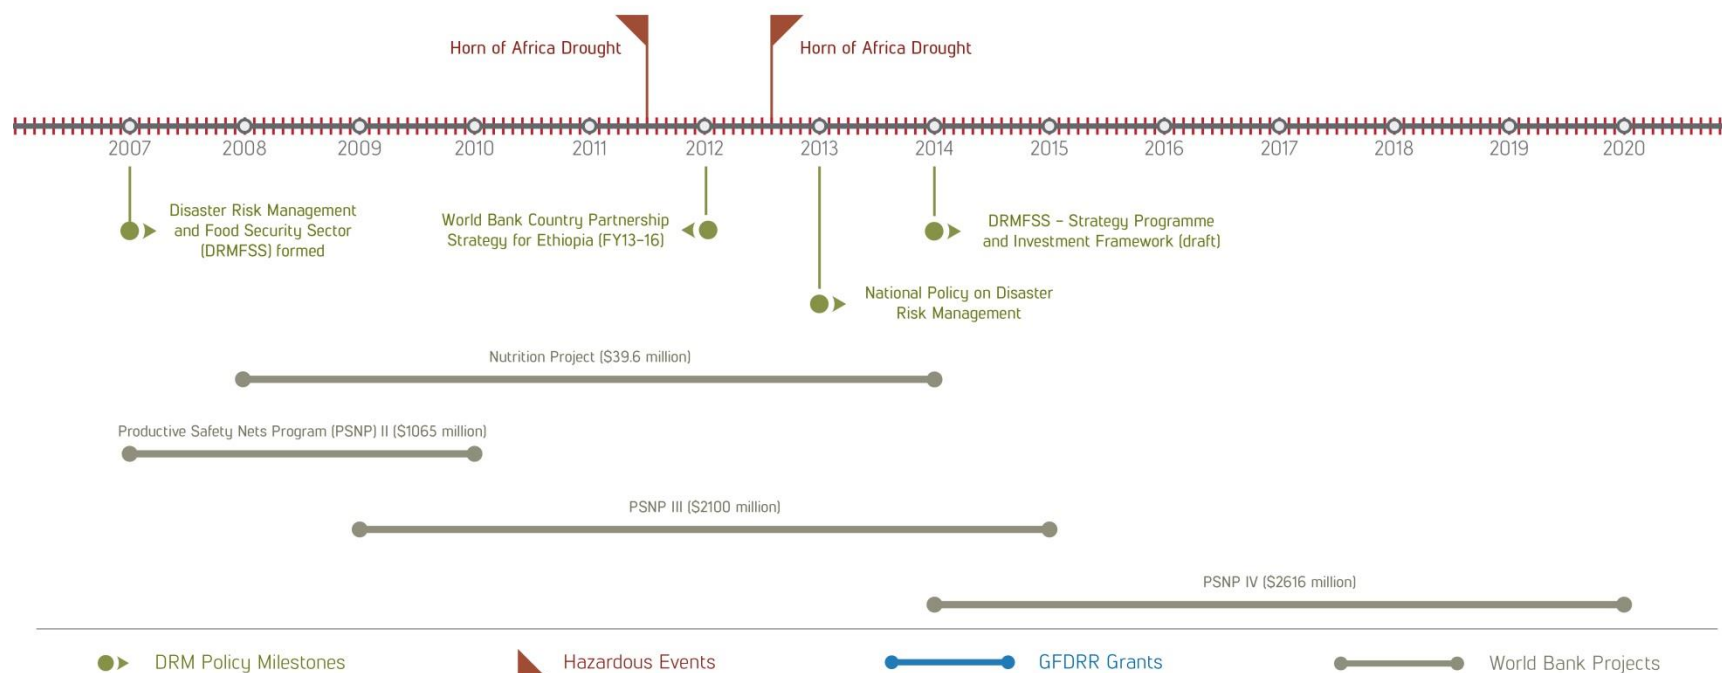 Horn of Africa Drought
Horn of Africa Drought
2007
2008
2009
2010
2011
2012
2013
2014
2015
2016
2017
2018
2019
2020
Disaster Risk Management
and Food Security Sector
(DRMFSS) formed
World Bank Country Partnership
Strategy for Ethiopia (FY13-16)
DRMFSS - Strategy Programme
and Investment Framework (draft)
National Policy on Disaster
Risk Management
Nutrition Project ($39.6 million)
Productive Safety Nets Program (PSNP) II ($1065 million)
PSNP III ($2100 million)
PSNP IV ($2616 million)
DRM Policy Milestones
Hazardous Events
GFDRR Grants
World Bank Projects